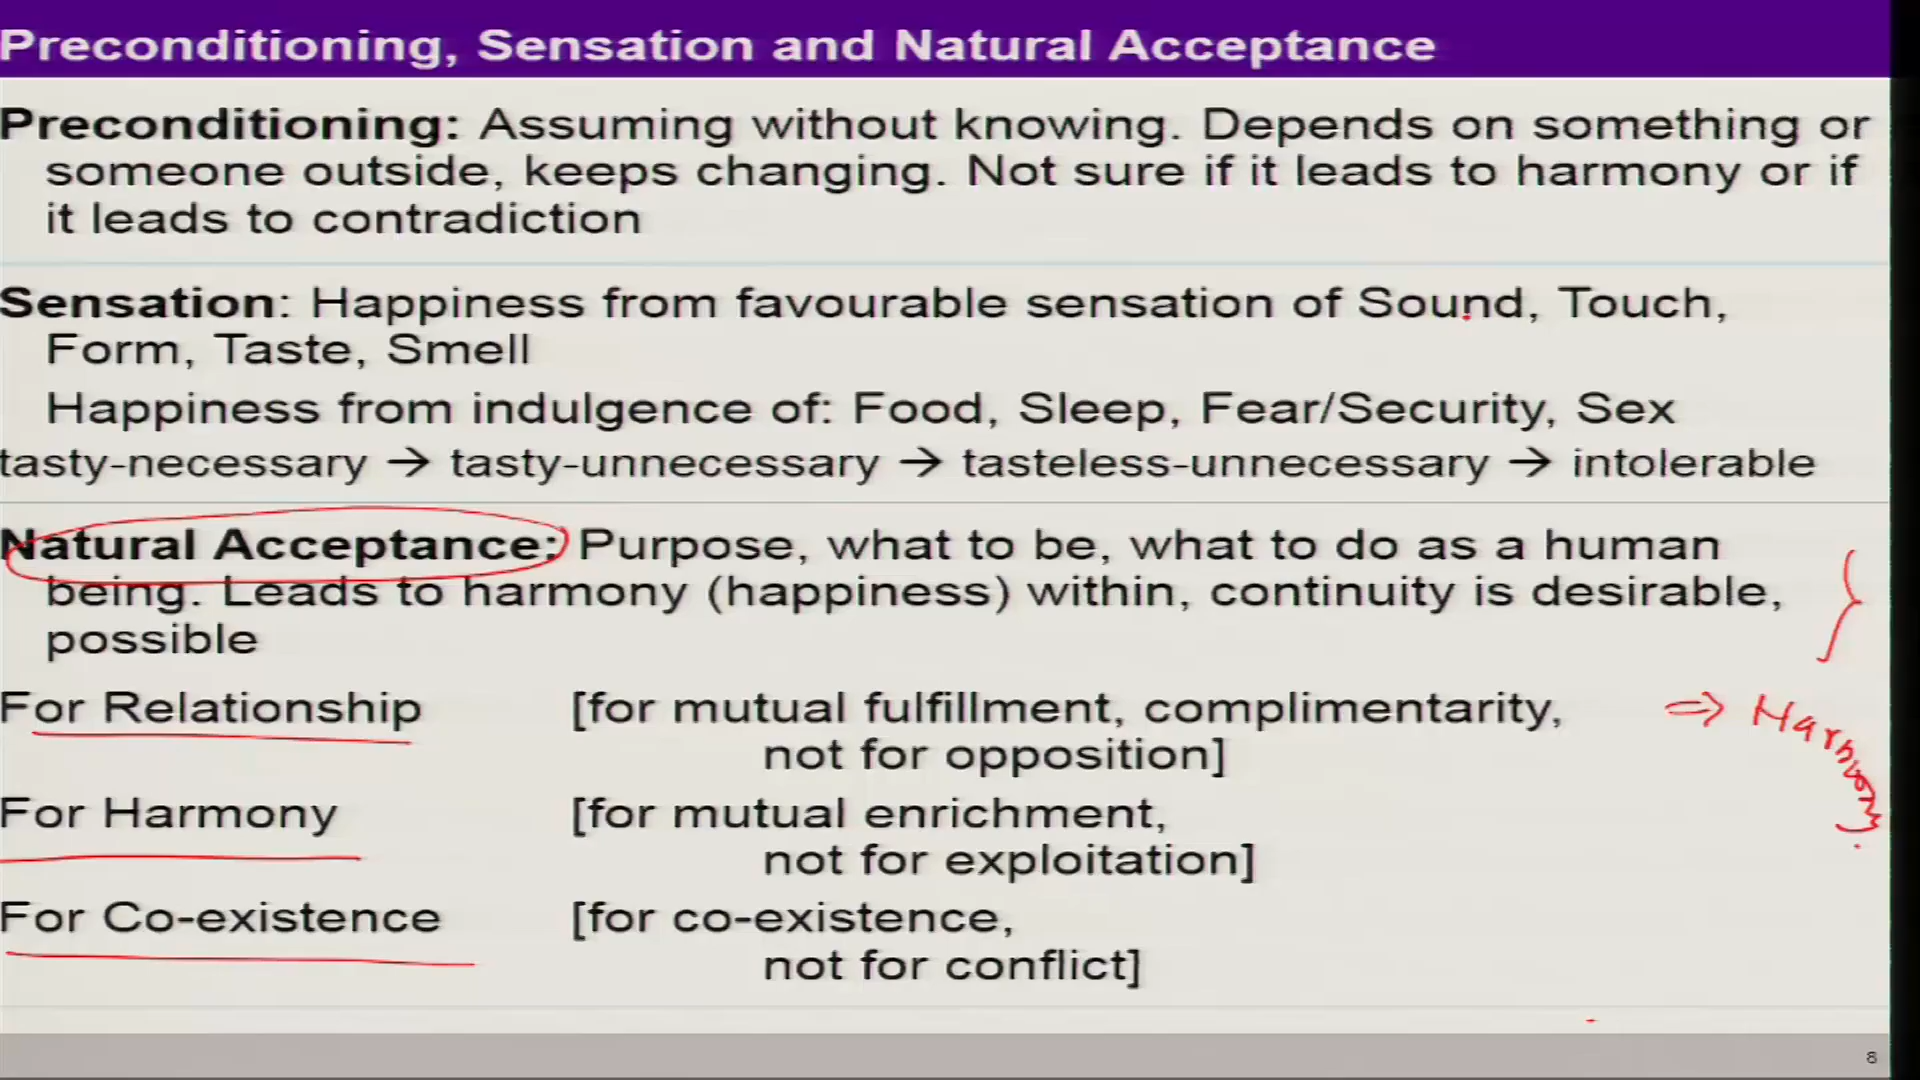 Preconditioning, Sensation and Natural Acceptance
Preconditioning: Assuming without knowing. Depends on something or
someone outside, keeps changing. Not sure if it leads to harmony or if
it leads to contradiction
Sensation: Happiness from favourable sensation of Sound, Touch,
Form, Taste, Smell
Happiness from indulgence of: Food, Sleep, Fear/Security, Sex
tasty-necessary → tasty-unnecessary → tasteless-unnecessary → intolerable
Natural Acceptance: Purpose, what to be, what to do as a human
being. Leads to harmony (happiness) within, continuity is desirable,
possible
For Relationship [for mutual fulfillment, complimentarity, ⇒ Harmony.
not for opposition]
For Harmony [for mutual enrichment,
not for exploitation]
For Co-existence [for co-existence,
not for conflict]
8